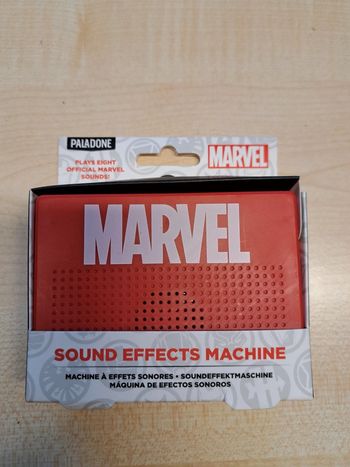 PALADONE
PLAYS EIGHT
OFFICIAL MARVEL
SOUNDS!
MARVEL
MARVEL
SOUND EFFECTS MACHINE
MACHINE À EFFETS SONORES • SOUNDEFFEKTMASCHINE
MÁQUINA DE EFECTOS SONOROS